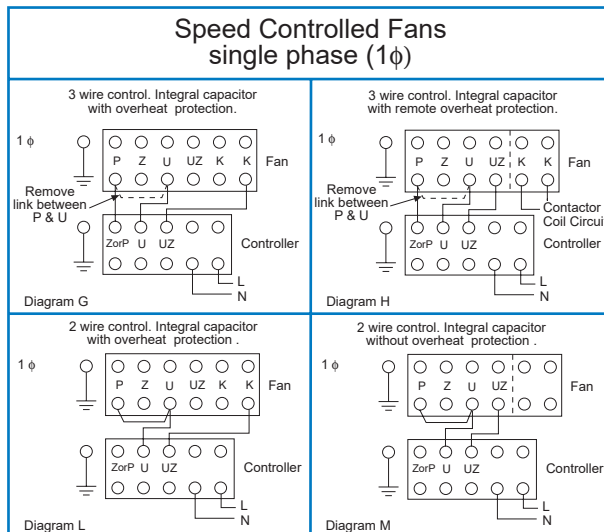 Speed Controlled Fans
single phase (1ϕ)
3 wire control. Integral capacitor
with overheat protection.
1 ϕ
P Z U UZ K K
Fan
Remove
link between
P & U
ZorP U UZ
Controller
L
N
Diagram G
3 wire control. Integral capacitor
with remote overheat protection.
1 ϕ
P Z U UZ K K
Fan
Remove
link between
P & U
Contactor
Coil Circui
ZorP U UZ
Controller
L
N
Diagram H
2 wire control. Integral capacitor
with overheat protection .
1 ϕ
P Z U UZ K K
Fan
ZorP U UZ
Controller
L
N
Diagram L
2 wire control. Integral capacitor
without overheat protection .
1 ϕ
P Z U UZ
Fan
ZorP U UZ
Controller
L
N
Diagram M